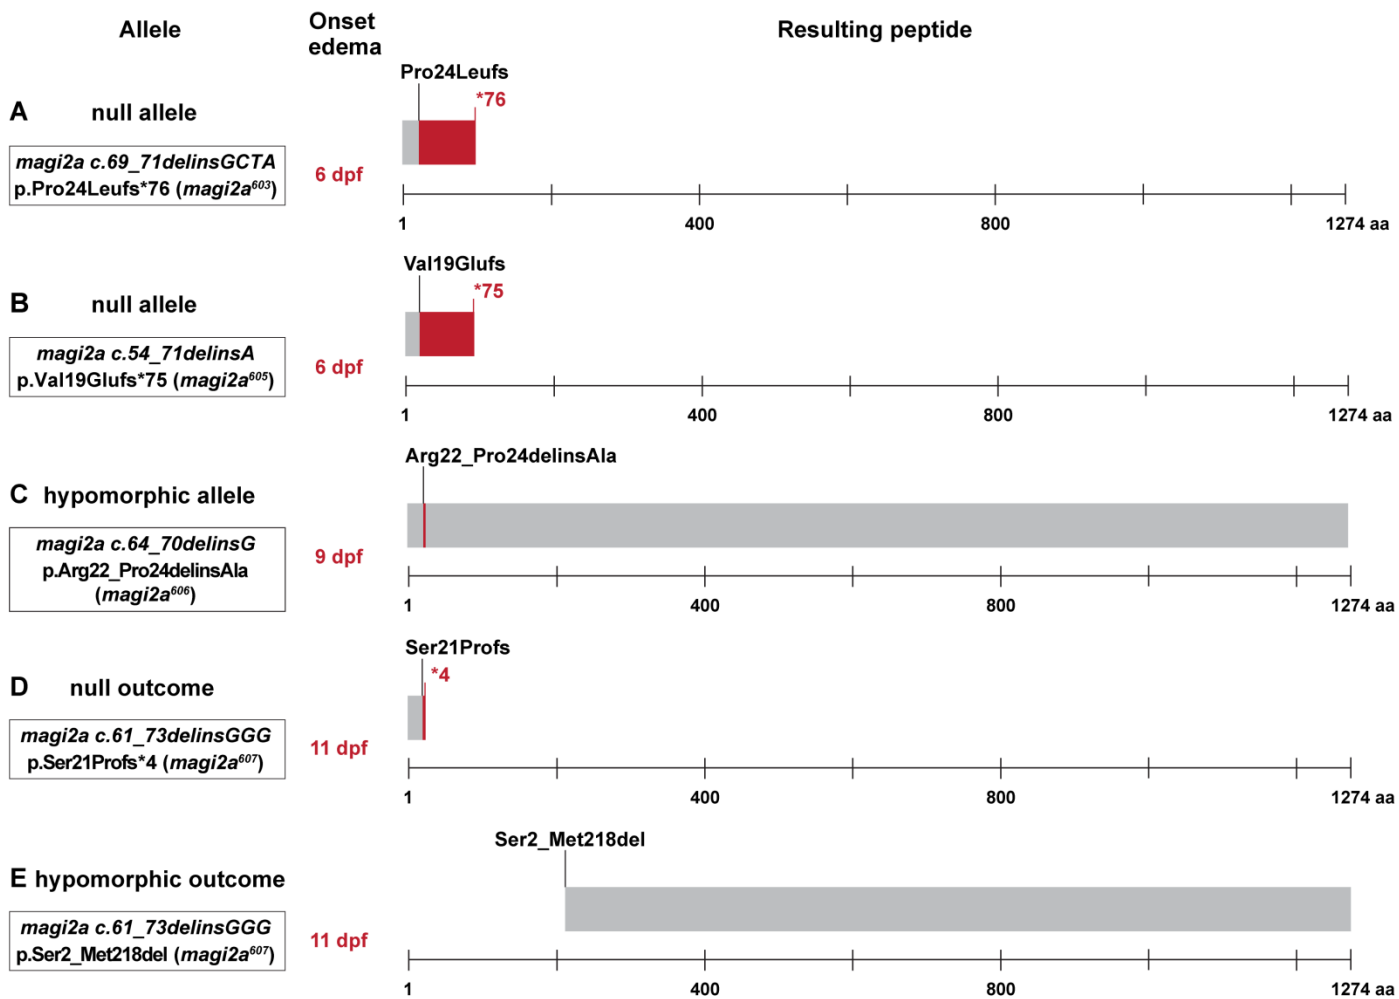 Allele
Onset
edema
Resulting peptide
A null allele
magi2a c.69_71delinsGCTA
p.Pro24Leufs*76 (magi2a⁶⁰³)
6 dpf
Pro24Leufs
*76
1 400 800 1274 aa
B null allele
magi2a c.54_71delinsA
p.Val19Glufs*75 (magi2a⁶⁰⁵)
6 dpf
Val19Glufs
*75
1 400 800 1274 aa
C hypomorphic allele
magi2a c.64_70delinsG
p.Arg22_Pro24delinsAla
(magi2a⁶⁰⁶)
9 dpf
Arg22_Pro24delinsAla
1 400 800 1274 aa
D null outcome
magi2a c.61_73delinsGGG
p.Ser21Profs*4 (magi2a⁶⁰⁷)
11 dpf
Ser21Profs
*4
1 400 800 1274 aa
E hypomorphic outcome
magi2a c.61_73delinsGGG
p.Ser2_Met218del (magi2a⁶⁰⁷)
11 dpf
Ser2_Met218del
1 400 800 1274 aa